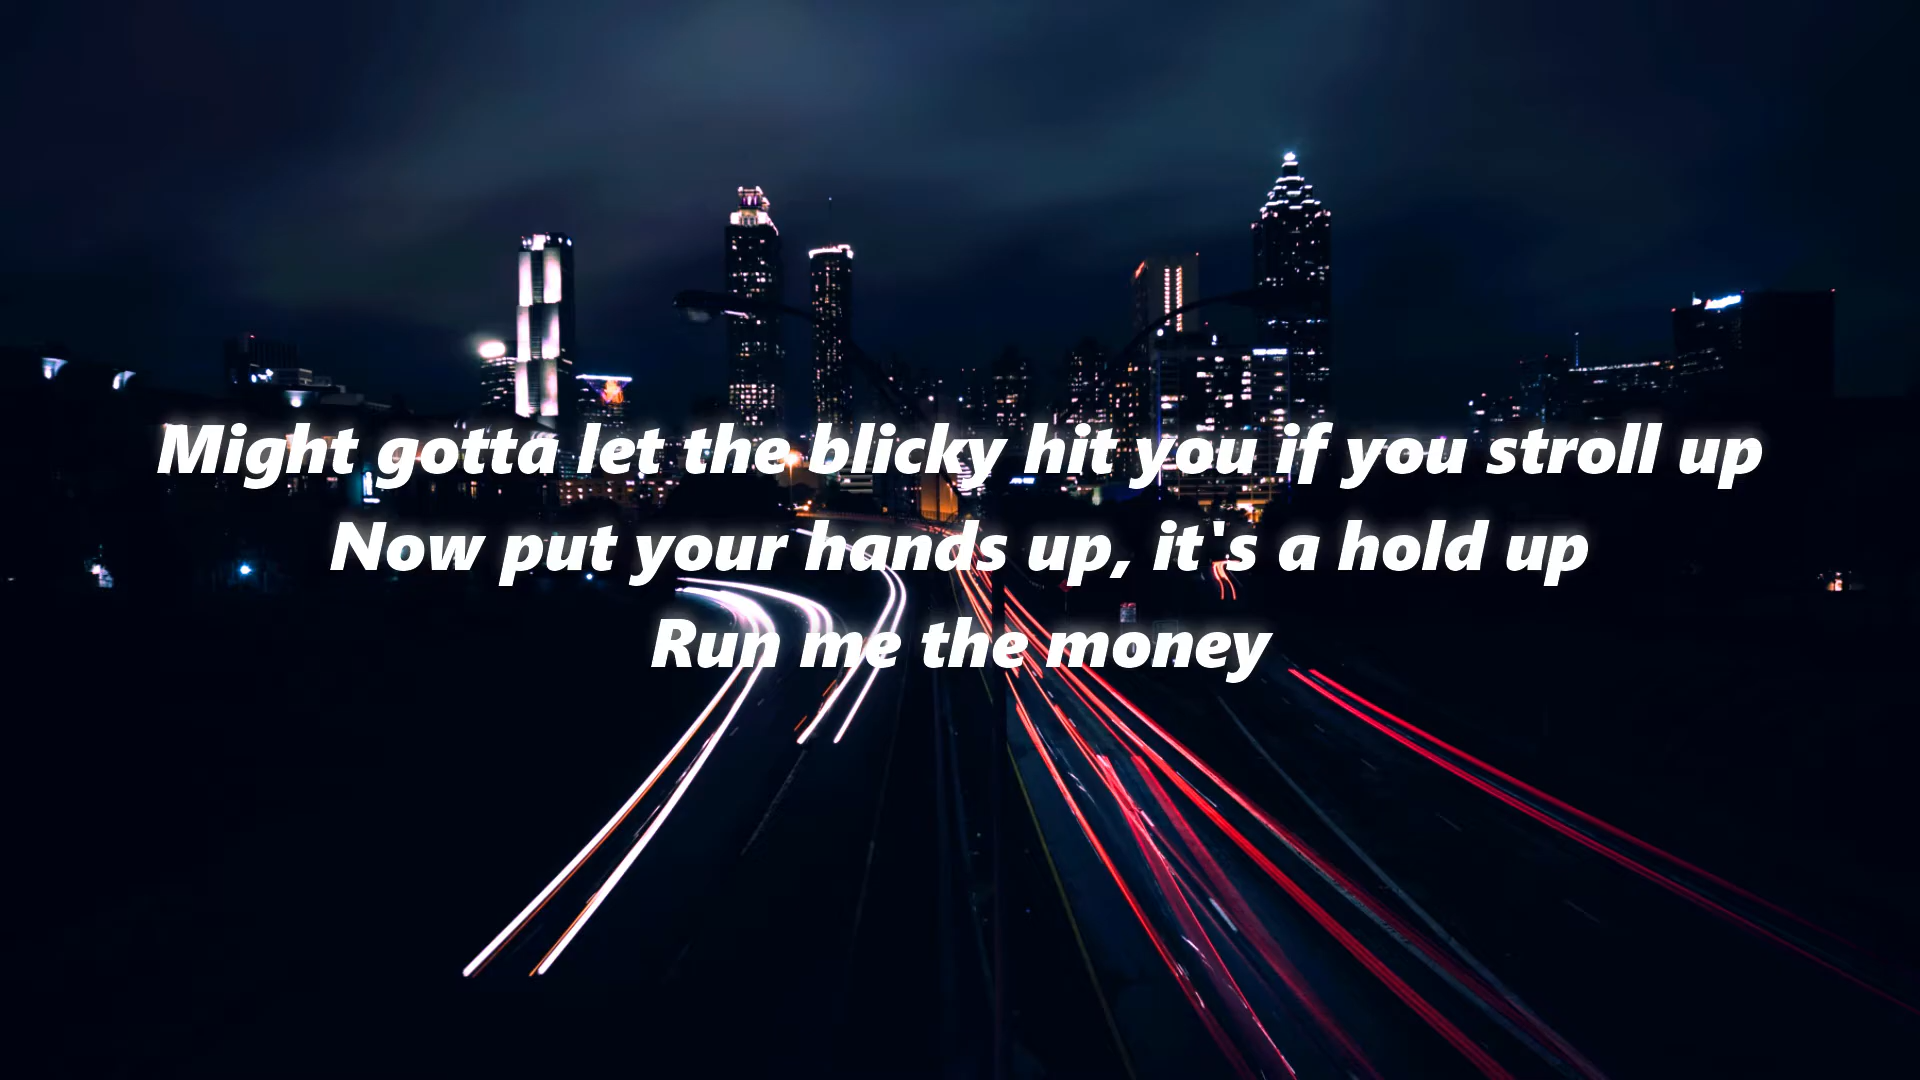 Might gotta let the blicky hit you if you stroll up
Now put your hands up, it's a hold up
Run me the money